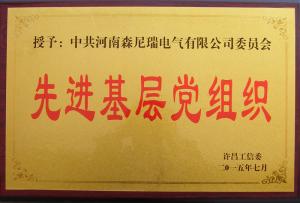 授予：中共河南森尼瑞电气有限公司委员会
先进基层党组织
许昌工信委
二〇一五年七月